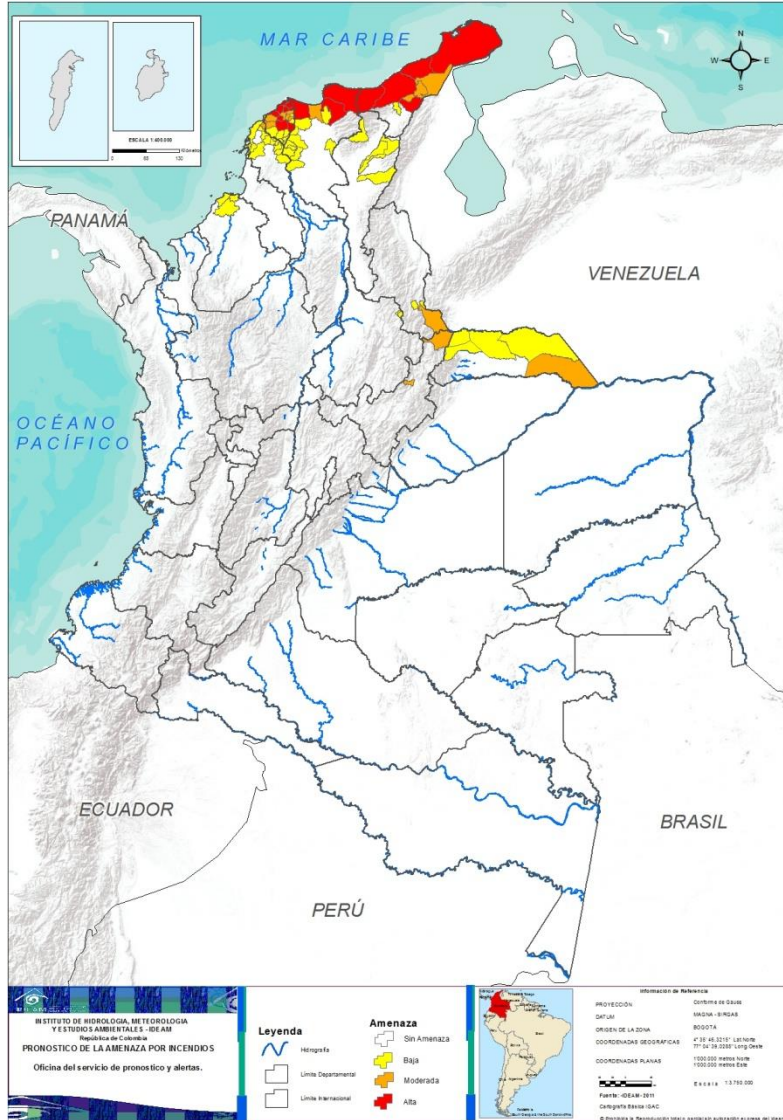 MAR CARIBE
N
W
E
S
ESCALA 1:400.000
0
PANAMÁ
VENEZUELA
OCÉANO
PACÍFICO
ECUADOR
BRASIL
PERÚ
INSTITUTO DE HIDROLOGIA, METEOROLOGIA
Y ESTUDIOS AMBIENTALES - IDEAM
República de Colombia
PRONOSTICO DE LA AMENAZA POR INCENDIOS
Oficina del servicio de pronostico y alertas.
Leyenda
Hidrografia
Limite Departamental
Limite Internacional
Amenaza
Sin Amenaza
Baja
Moderada
Alta
Información de Referencia
PROYECCIÓN
Conforme de Gauss
DATUM
MAGNA - SIRGAS
ORIGEN DE LA ZONA
BOGOTÁ
COORDENADAS GEOGRÁFICAS
COORDENADAS PLANAS
1'000.000 metros Norte
1'000.000 metros Este
Escala 1:3.750.000
Fuente: IDEAM - 2011
Cartografía Básica IGAC